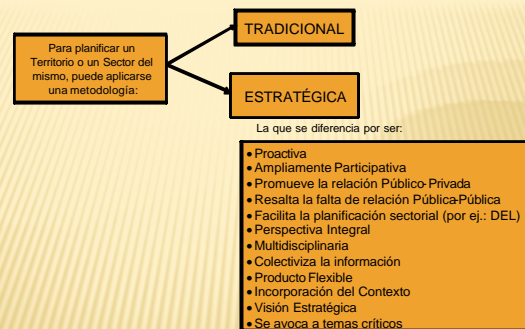 Para planificar un
Territorio o un Sector del
mismo, puede aplicarse
una metodología:
TRADICIONAL
ESTRATÉGICA
La que se diferencia por ser:
• Proactiva
• Ampliamente Participativa
• Promueve la relación Público-Privada
• Resalta la falta de relación Pública-Pública
• Facilita la planificación sectorial (por ej.: DEL)
• Perspectiva Integral
• Multidisciplinaria
• Colectiviza la información
• Producto Flexible
• Incorporación del Contexto
• Visión Estratégica
• Se avoca a temas críticos